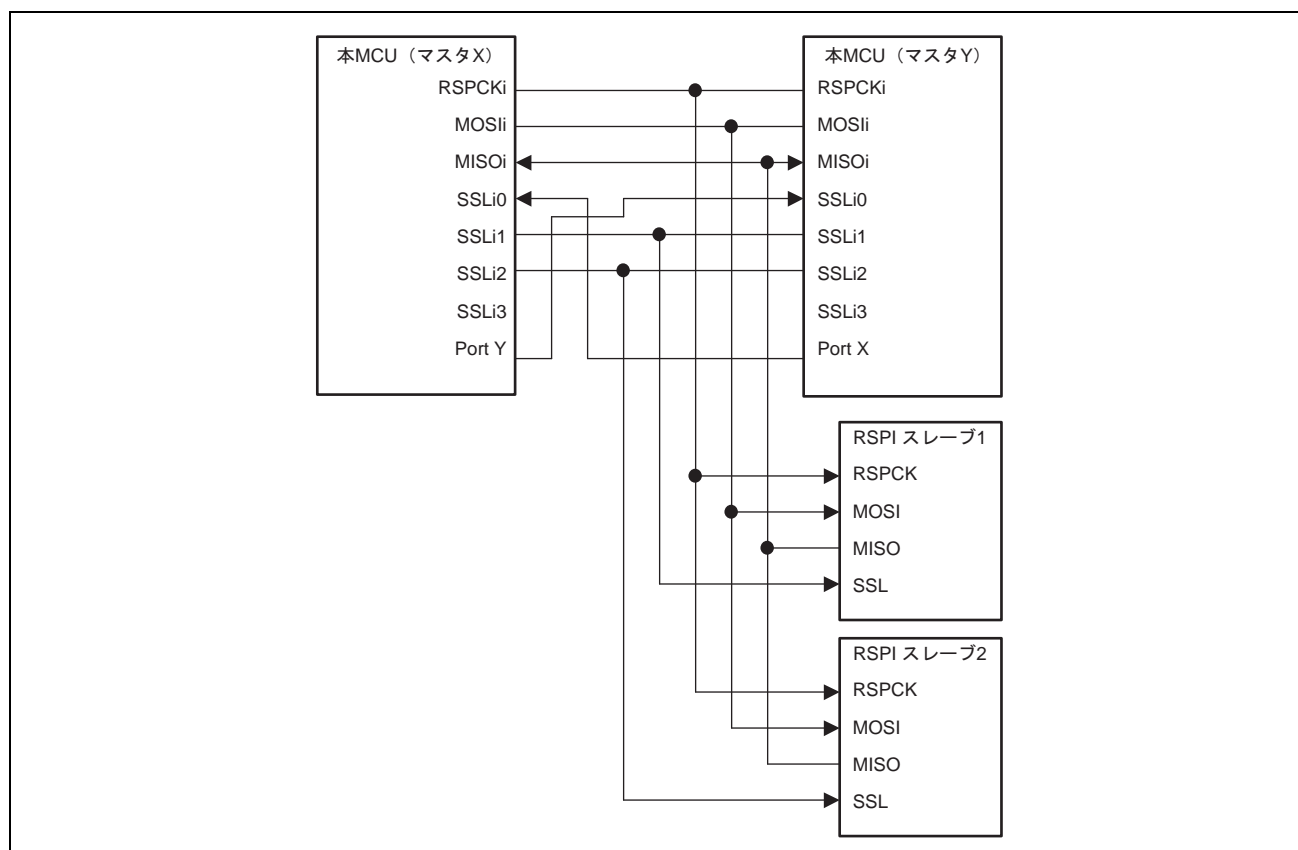 本MCU（マスタX）
RSPCKi
MOSIi
MISOi
SSLi0
SSLi1
SSLi2
SSLi3
Port Y
本MCU（マスタY）
RSPCKi
MOSIi
MISOi
SSLi0
SSLi1
SSLi2
SSLi3
Port X
RSPI スレーブ1
RSPCK
MOSI
MISO
SSL
RSPI スレーブ2
RSPCK
MOSI
MISO
SSL